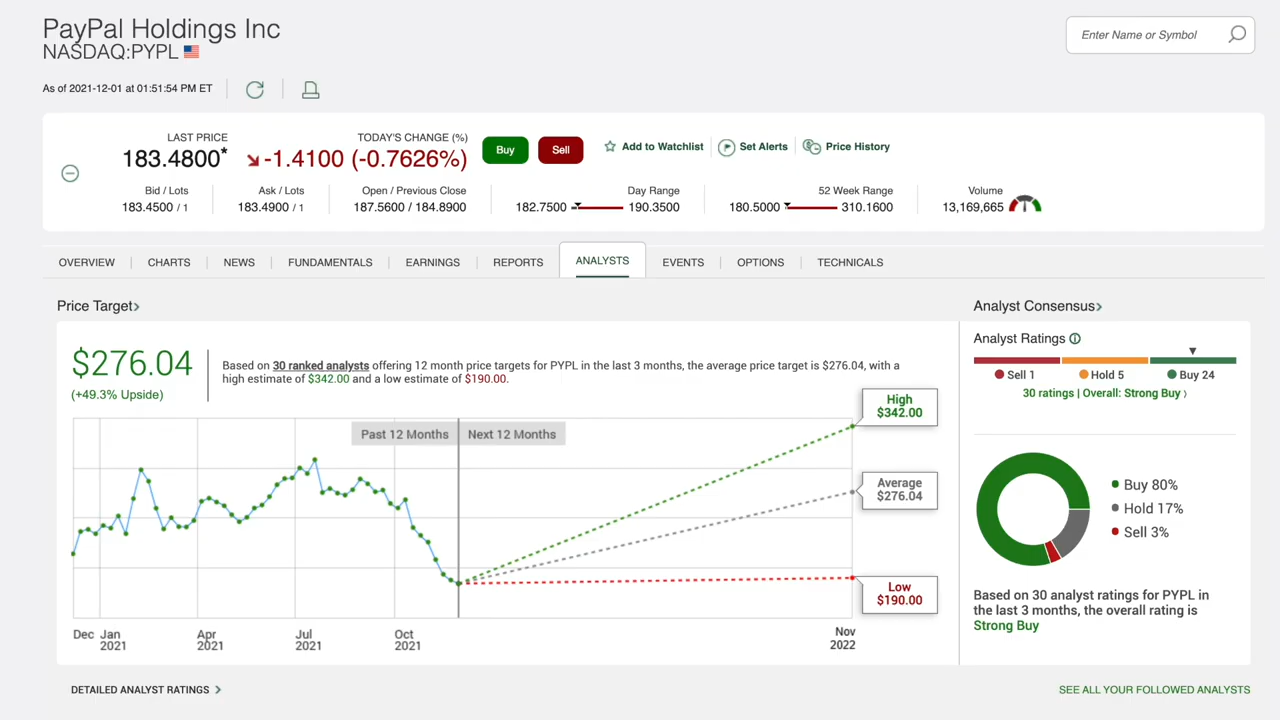 PayPal Holdings Inc
NASDAQ:PYPL
Enter Name or Symbol
As of 2021-12-01 at 01:51:54 PM ET
LAST PRICE
183.4800*
TODAY'S CHANGE (%)
-1.4100 (-0.7626%)
Buy
Sell
Add to Watchlist
Set Alerts
Price History
Bid / Lots
183.4500 / 1
Ask / Lots
183.4900 / 1
Open / Previous Close
187.5600 / 184.8900
Day Range
182.7500 190.3500
52 Week Range
180.5000 310.1600
Volume
13,169,665
OVERVIEW
CHARTS
NEWS
FUNDAMENTALS
EARNINGS
REPORTS
ANALYSTS
EVENTS
OPTIONS
TECHNICALS
Price Target
$276.04
(+49.3% Upside)
Based on 30 ranked analysts offering 12 month price targets for PYPL in the last 3 months, the average price target is $276.04, with a
high estimate of $342.00 and a low estimate of $190.00.
Past 12 Months
Next 12 Months
High
$342.00
Average
$276.04
Low
$190.00
Dec
Jan
2021
Apr
2021
Jul
2021
Oct
2021
Nov
2022
DETAILED ANALYST RATINGS
Analyst Consensus
Analyst Ratings
Sell 1
Hold 5
Buy 24
30 ratings | Overall: Strong Buy
Buy 80%
Hold 17%
Sell 3%
Based on 30 analyst ratings for PYPL in
the last 3 months, the overall rating is
Strong Buy
SEE ALL YOUR FOLLOWED ANALYSTS